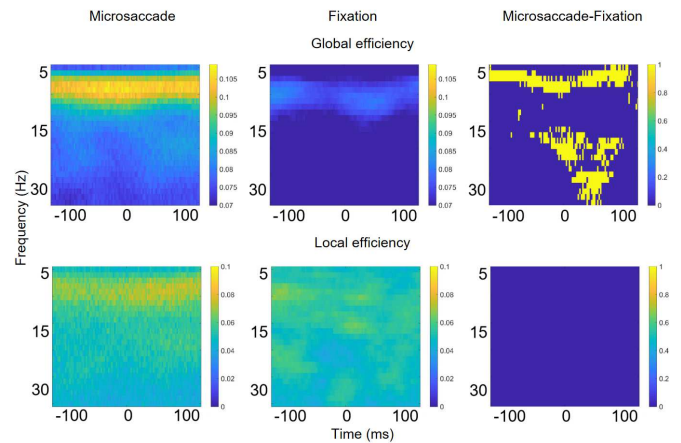 Microsaccade Fixation Microsaccade-Fixation
Global efficiency
5 15 30
-100 0 100
0.105 0.1 0.095 0.09 0.085 0.08 0.075 0.07
5 15 30
-100 0 100
0.105 0.1 0.095 0.09 0.085 0.08 0.075 0.07
5 15 30
-100 0 100
1 0.8 0.6 0.4 0.2 0
Frequency (Hz)
Local efficiency
5 15 30
-100 0 100
0.1 0.08 0.06 0.04 0.02 0
5 15 30
-100 0 100
0.1 0.08 0.06 0.04 0.02 0
5 15 30
-100 0 100
1 0.8 0.6 0.4 0.2 0
Time (ms)